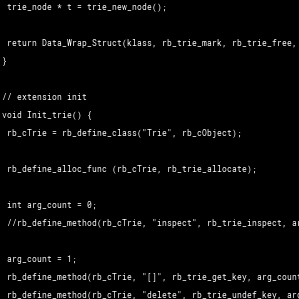 trie_node * t = trie_new_node();
return Data_Wrap_Struct(klass, rb_trie_mark, rb_trie_free,
}
// extension init
void Init_trie() {
rb_cTrie = rb_define_class("Trie", rb_cObject);
rb_define_alloc_func (rb_cTrie, rb_trie_allocate);
int arg_count = 0;
//rb_define_method(rb_cTrie, "inspect", rb_trie_inspect, ar
arg_count = 1;
rb_define_method(rb_cTrie, "[]", rb_trie_get_key, arg_count
rb_define_method(rb_cTrie, "delete", rb_trie_undef_key, arg